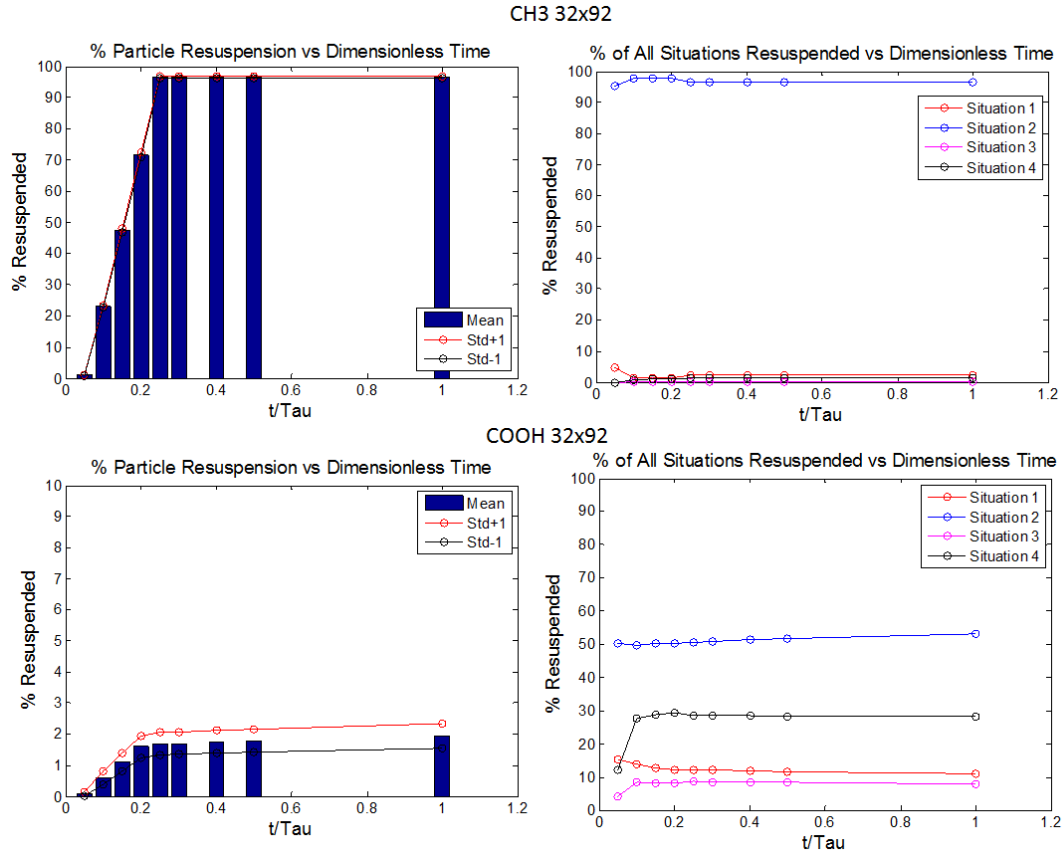 CH3 32x92
% Particle Resuspension vs Dimensionless Time
100
90
80
70
60
50
40
30
20
10
0
% Resuspended
0 0.2 0.4 0.6 0.8 1 1.2
t/Tau
Mean
Std+1
Std-1
% of All Situations Resuspended vs Dimensionless Time
100
90
80
70
60
50
40
30
20
10
0
% Resuspended
0 0.2 0.4 0.6 0.8 1 1.2
t/Tau
Situation 1
Situation 2
Situation 3
Situation 4
COOH 32x92
% Particle Resuspension vs Dimensionless Time
10
9
8
7
6
5
4
3
2
1
0
% Resuspended
0 0.2 0.4 0.6 0.8 1 1.2
t/Tau
Mean
Std+1
Std-1
% of All Situations Resuspended vs Dimensionless Time
100
90
80
70
60
50
40
30
20
10
0
% Resuspended
0 0.2 0.4 0.6 0.8 1 1.2
t/Tau
Situation 1
Situation 2
Situation 3
Situation 4